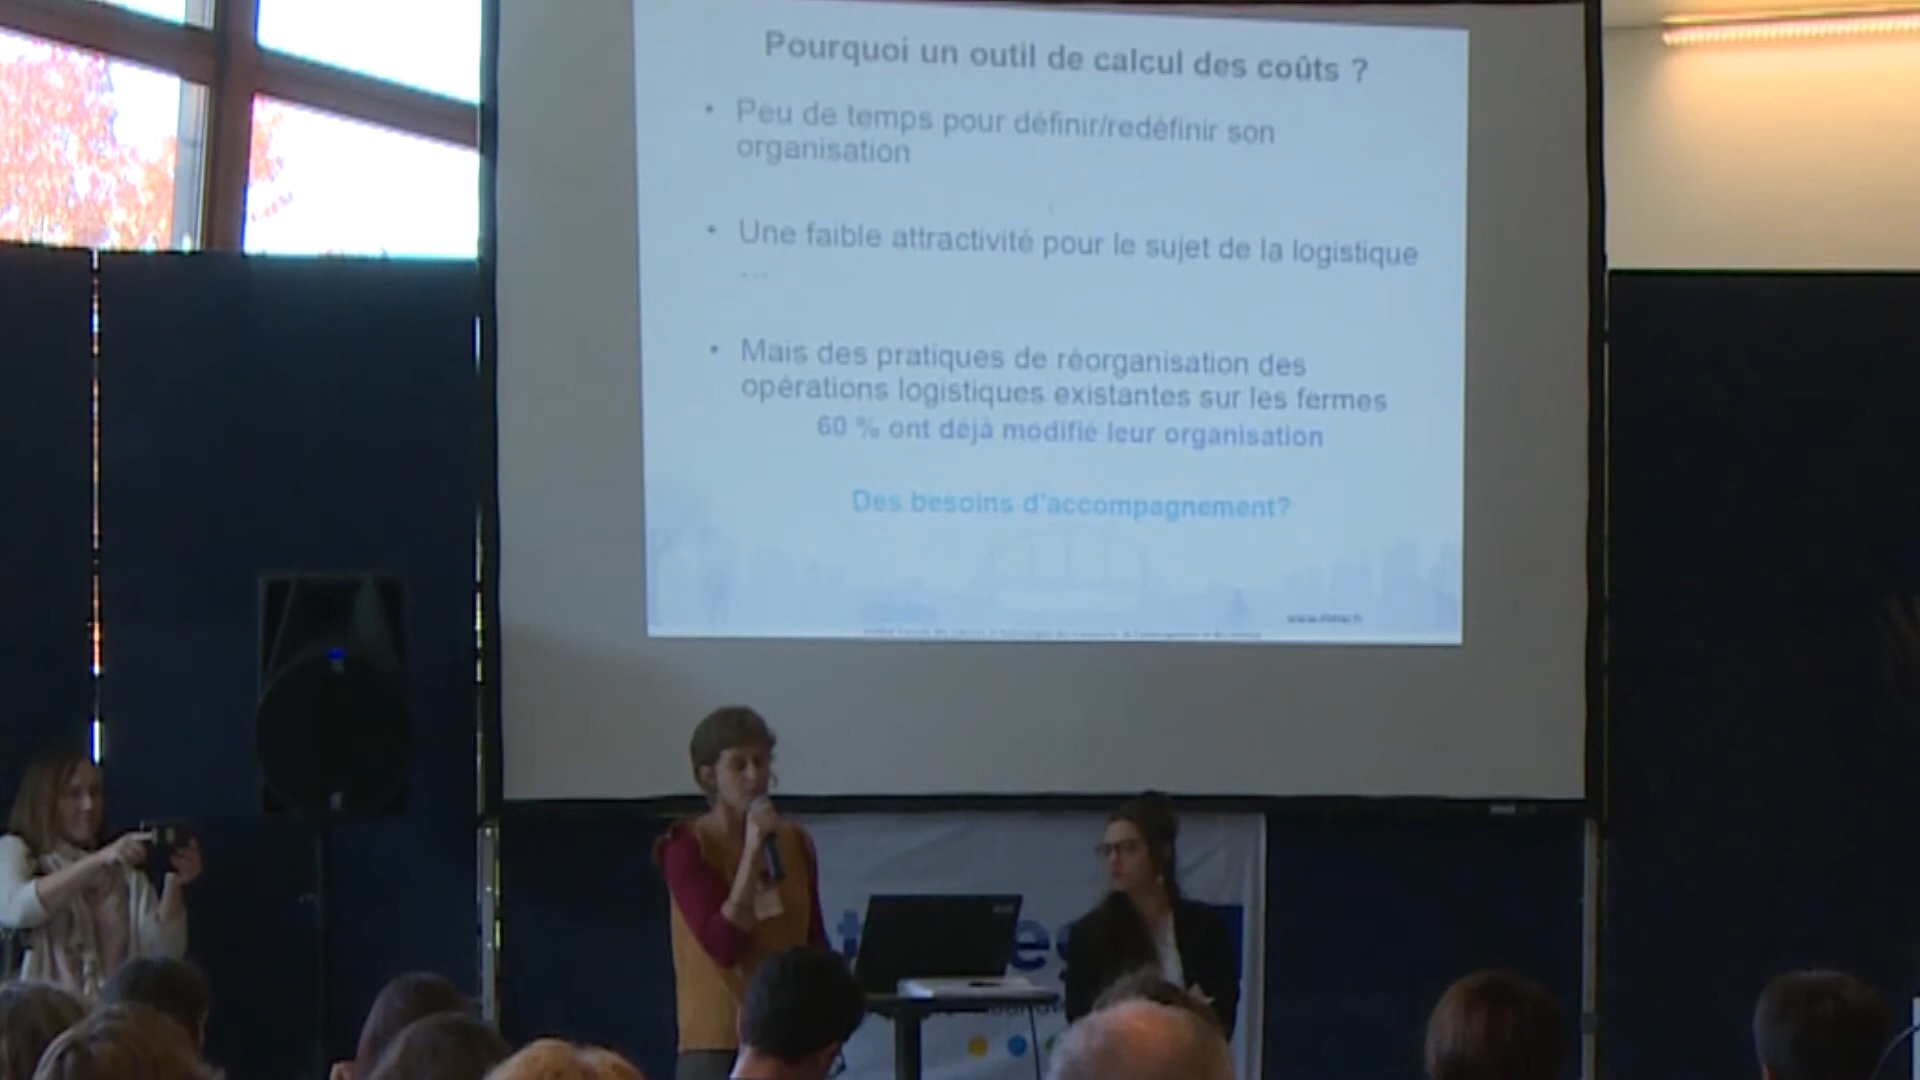 Pourquoi un outil de calcul des coûts ?
• Peu de temps pour définir/redéfinir son
organisation
• Une faible attractivité pour le sujet de la logistique
...
• Mais des pratiques de réorganisation des
opérations logistiques existantes sur les fermes
60 % ont déjà modifié leur organisation
Des besoins d'accompagnement?